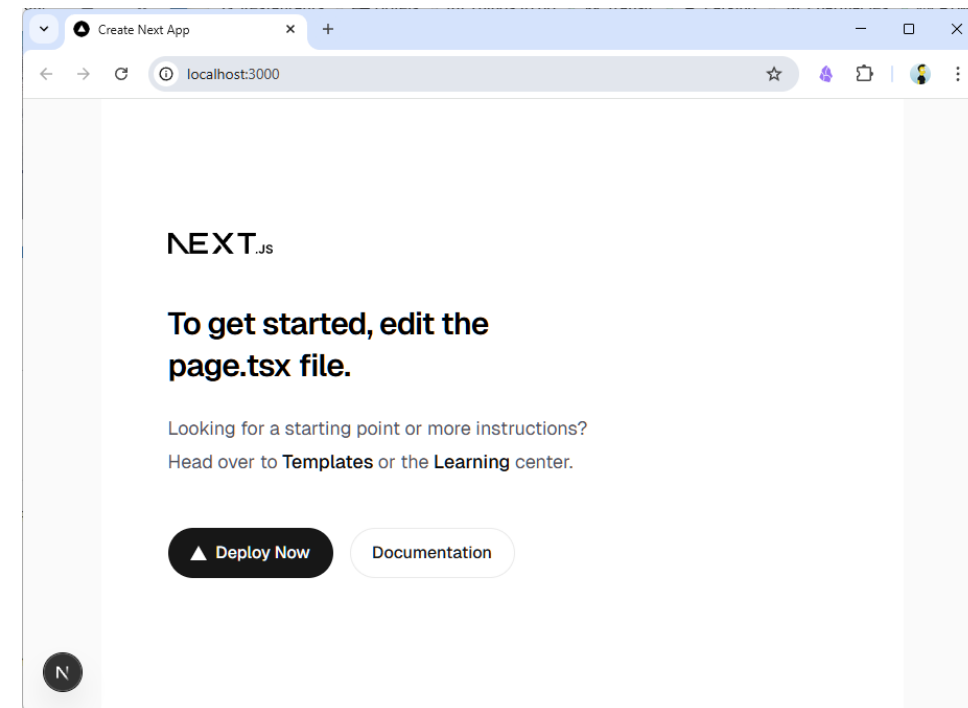 Create Next App
localhost:3000
NEXT.JS
To get started, edit the
page.tsx file.
Looking for a starting point or more instructions?
Head over to Templates or the Learning center.
Deploy Now
Documentation
N